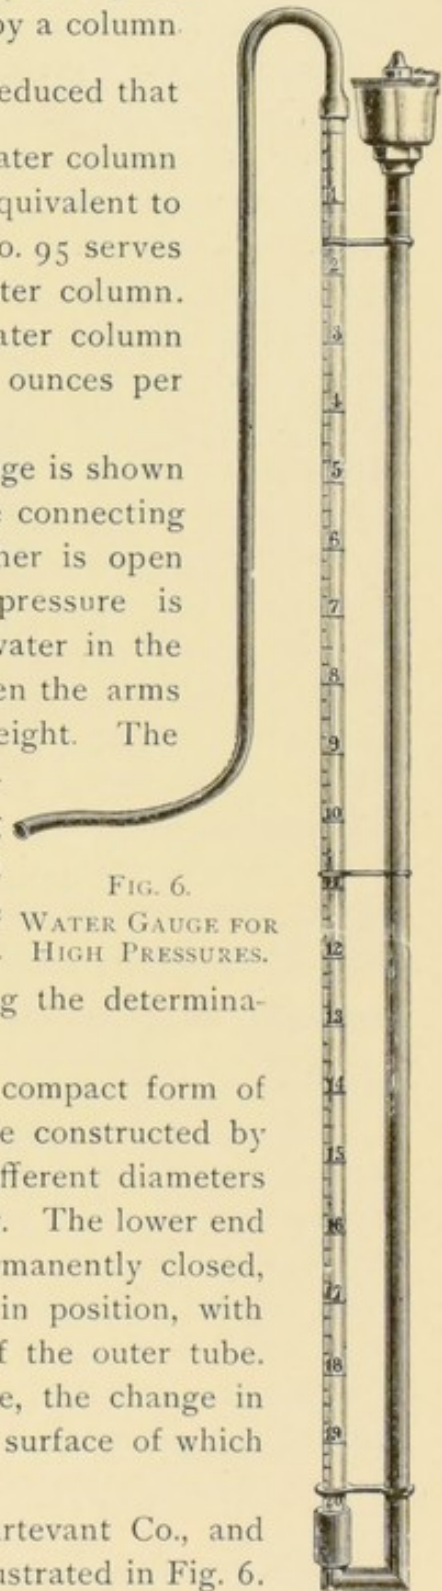 by a column
educed that
ater column
quivalent to
o. 95 serves
ter column.
ater column
ounces per
ge is shown
connecting
ner is open
pressure is
water in the
en the arms
eight. The
FIG. 6.
WATER GAUGE FOR
HIGH PRESSURES.
g the determina-
compact form of
e constructed by
fferent diameters
. The lower end
manently closed,
in position, with
f the outer tube.
e, the change in
surface of which
rtevant Co., and
ustrated in Fig. 6.
1
2
3
4
5
6
7
8
9
10
11
12
13
14
15
16
17
18
19